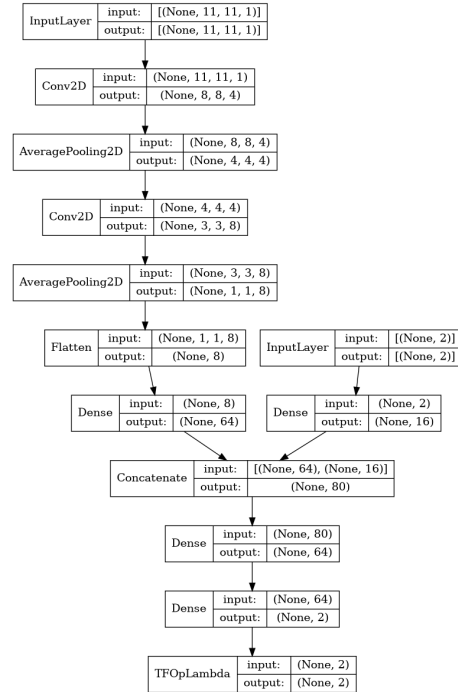 InputLayer input: [(None, 11, 11, 1)]
output: [(None, 11, 11, 1)]
Conv2D input: (None, 11, 11, 1)
output: (None, 8, 8, 4)
AveragePooling2D input: (None, 8, 8, 4)
output: (None, 4, 4, 4)
Conv2D input: (None, 4, 4, 4)
output: (None, 3, 3, 8)
AveragePooling2D input: (None, 3, 3, 8)
output: (None, 1, 1, 8)
Flatten input: (None, 1, 1, 8)
output: (None, 8)
InputLayer input: [(None, 2)]
output: [(None, 2)]
Dense input: (None, 8)
output: (None, 64)
Dense input: (None, 2)
output: (None, 16)
Concatenate input: [(None, 64), (None, 16)]
output: (None, 80)
Dense input: (None, 80)
output: (None, 64)
Dense input: (None, 64)
output: (None, 2)
TFOpLambda input: (None, 2)
output: (None, 2)